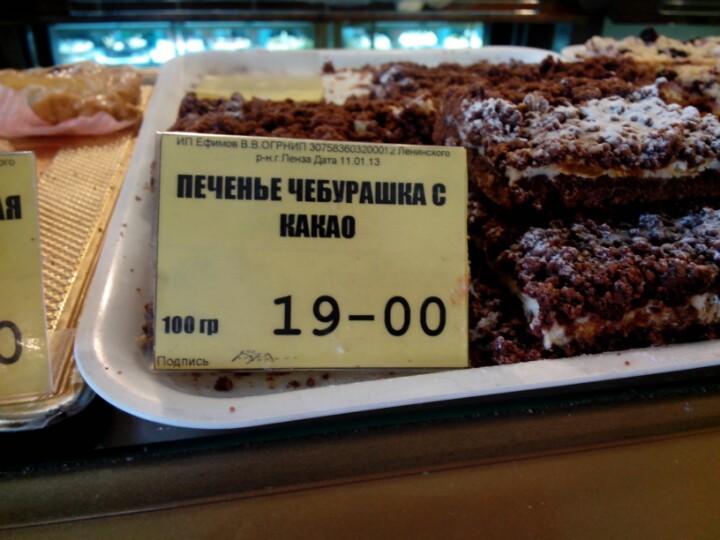 ИП Ефимов В.В.ОГРНИП 307583603200012 Ленинского
р-н.г.Пенза Дата 11.01.13
ПЕЧЕНЬЕ ЧЕБУРАШКА С
КАКАО
100 гр
19-00
Подпись